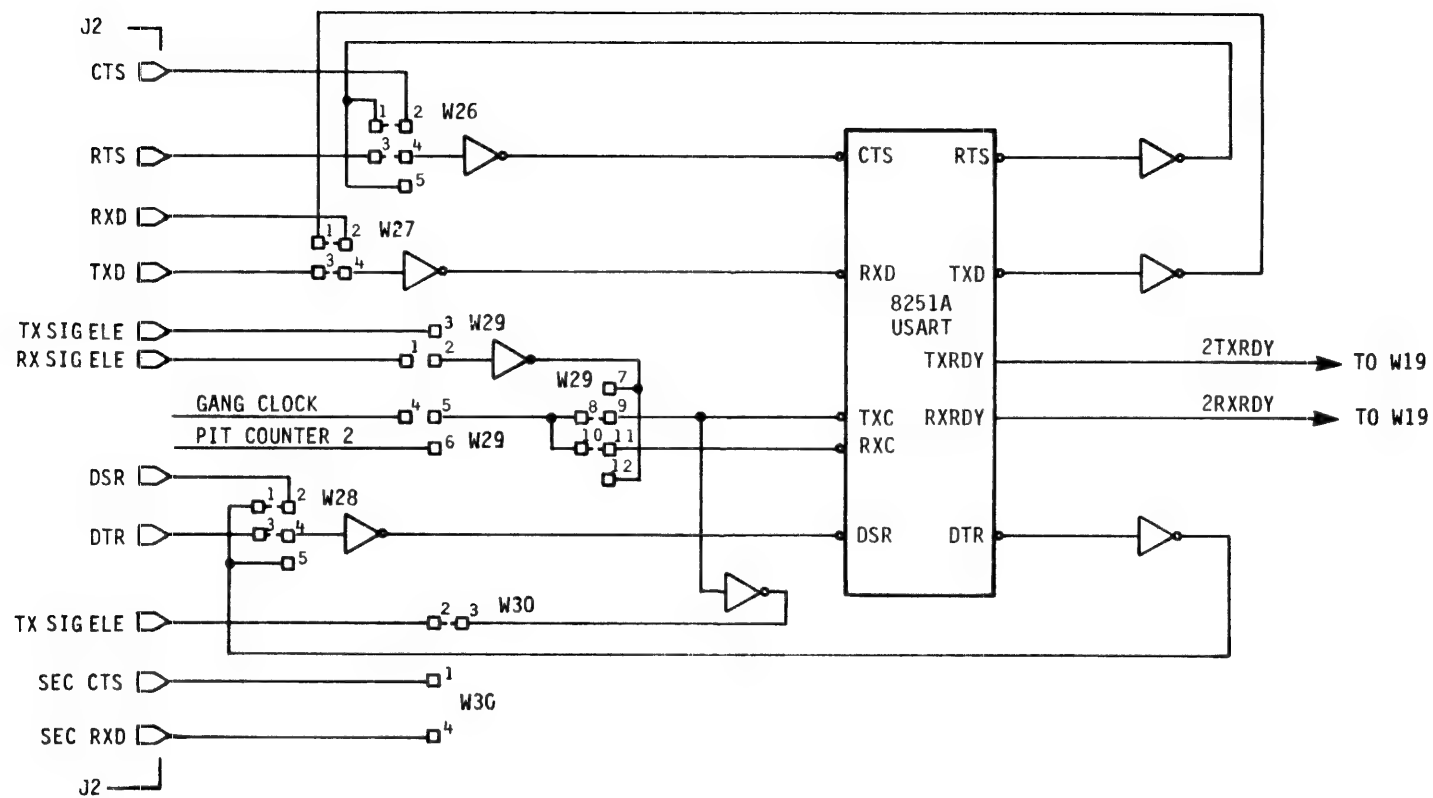 J2
CTS
1 2 W26
RTS
3 4
5
RXD
1 2 W27
TXD
3 4
TX SIG ELE
3 W29
RX SIG ELE
1 2
W29 7
GANG CLOCK
4 5
8 9
PIT COUNTER 2
6 W29
10 11
12
DSR
1 2 W28
DTR
3 4
5
TX SIG ELE
2 3 W30
SEC CTS
1
W30
SEC RXD
4
J2
CTS RTS
RXD TXD
8251A
USART
TXRDY
2TXRDY TO W19
TXC RXRDY
2RXRDY TO W19
RXC
DSR DTR